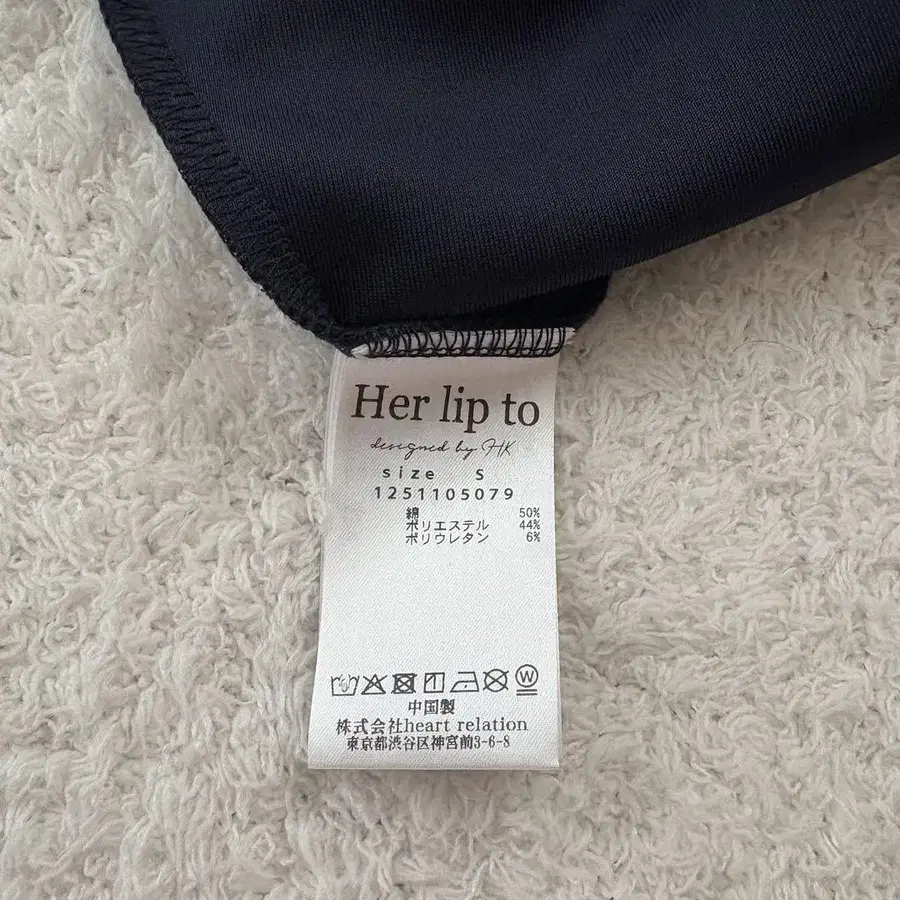 Her lip to
designed by HK
size S
1251105079
綿 50%
ポリエステル 44%
ポリウレタン 6%
W
中国製
株式会社heart relation
東京都渋谷区神宮前3-6-8